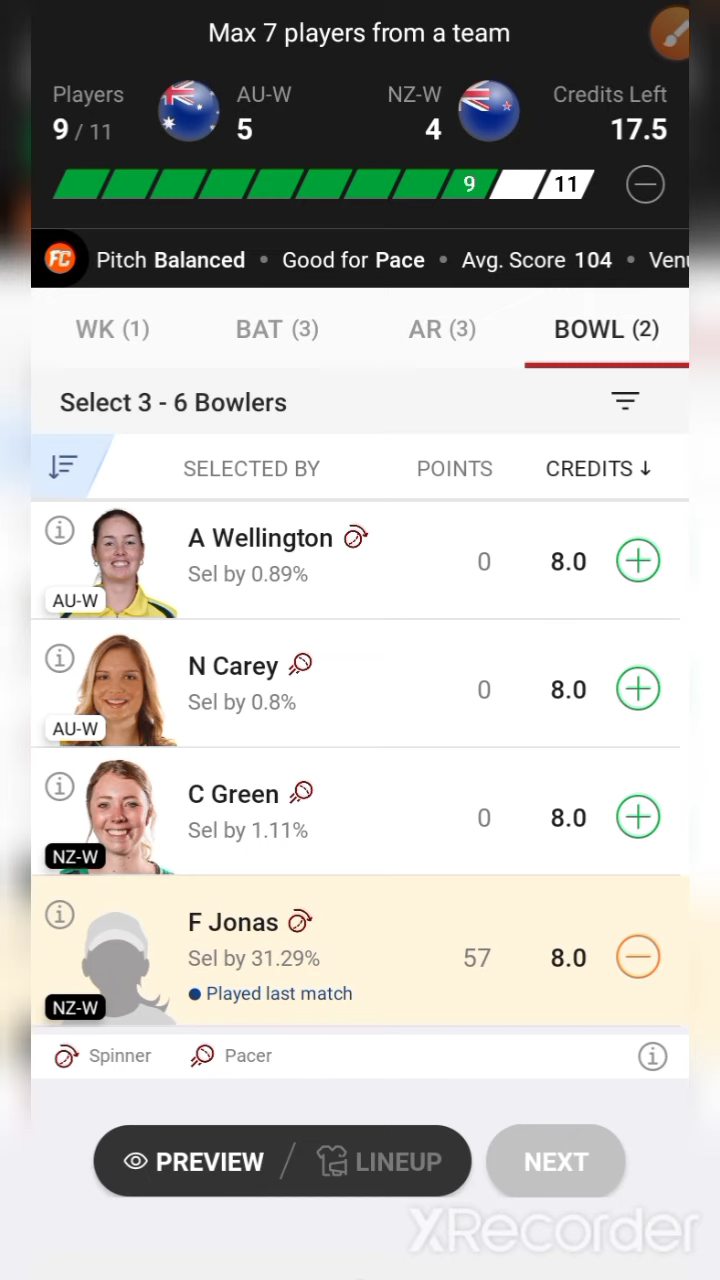 Max 7 players from a team
Players AU-W NZ-W Credits Left
9 / 11 5 4 17.5
9 11
FC Pitch Balanced • Good for Pace • Avg. Score 104 • Venu
WK (1) BAT (3) AR (3) BOWL (2)
Select 3 - 6 Bowlers
SELECTED BY POINTS CREDITS ↓
A Wellington
Sel by 0.89% 0 8.0
AU-W
N Carey
Sel by 0.8% 0 8.0
AU-W
C Green
Sel by 1.11% 0 8.0
NZ-W
F Jonas
Sel by 31.29% 57 8.0
Played last match
NZ-W
Spinner Pacer
PREVIEW / LINEUP NEXT
XRecorder